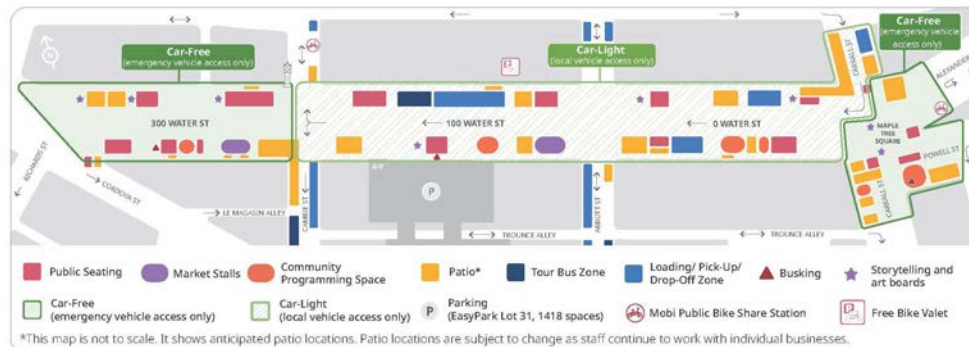 Car-Free
(emergency vehicle access only)
Car-Light
(local vehicle access only)
Car-Free
(emergency vehicle
access only)
ALEXANDER
CARRALL ST
300 WATER ST
100 WATER ST
0 WATER ST
MAPLE
TREE
SQUARE
POWELL ST
CARRALL ST
RICHARDS ST
CORDOVA ST
LE MAGASIN ALLEY
CAMBIE ST
P
ABBOTT ST
TROUNCE ALLEY
TROUNCE ALLEY
Public Seating
Market Stalls
Community
Programming Space
Patio*
Tour Bus Zone
Loading/ Pick-Up/
Drop-Off Zone
Busking
Storytelling and
art boards
Car-Free
(emergency vehicle access only)
Car-Light
(local vehicle access only)
P
Parking
(EasyPark Lot 31, 1418 spaces)
Mobi Public Bike Share Station
Free Bike Valet
*This map is not to scale. It shows anticipated patio locations. Patio locations are subject to change as staff continue to work with individual businesses.